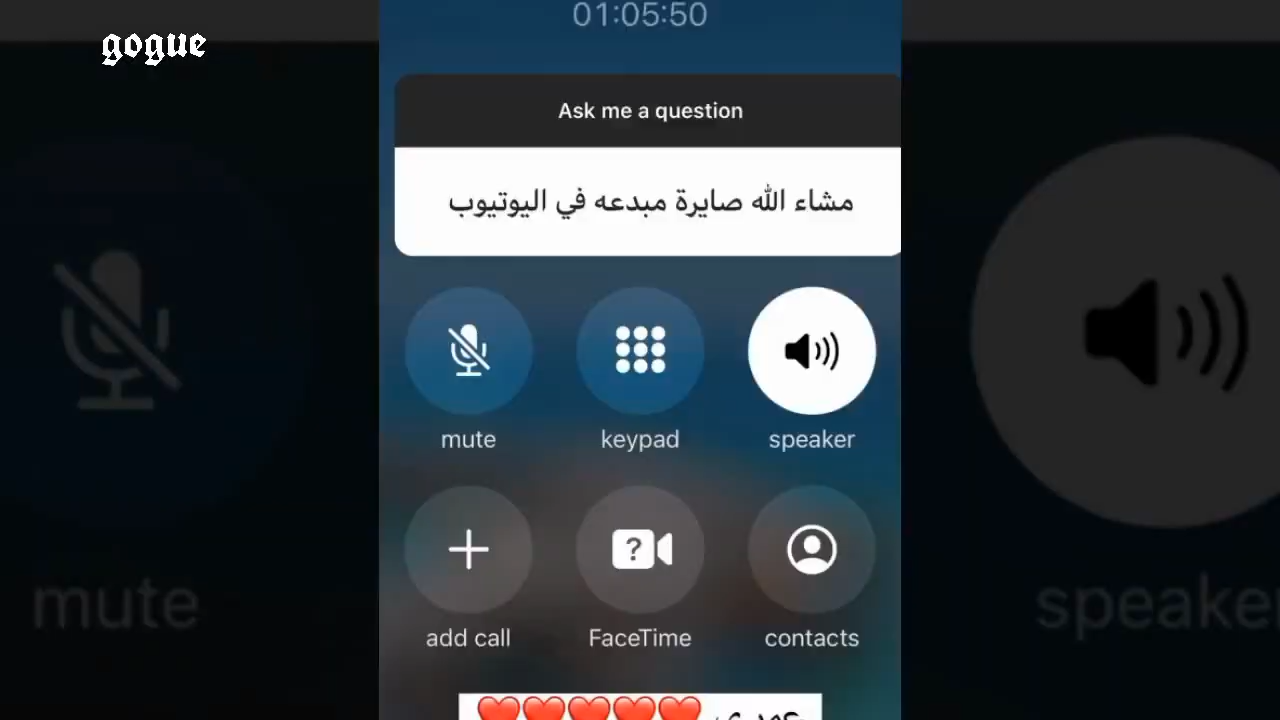 gogue
01:05:50
Ask me a question
مشاء الله صايرة مبدعه في اليوتيوب
mute
keypad
speaker
add call
FaceTime
contacts
mute
❤️❤️❤️❤️❤️